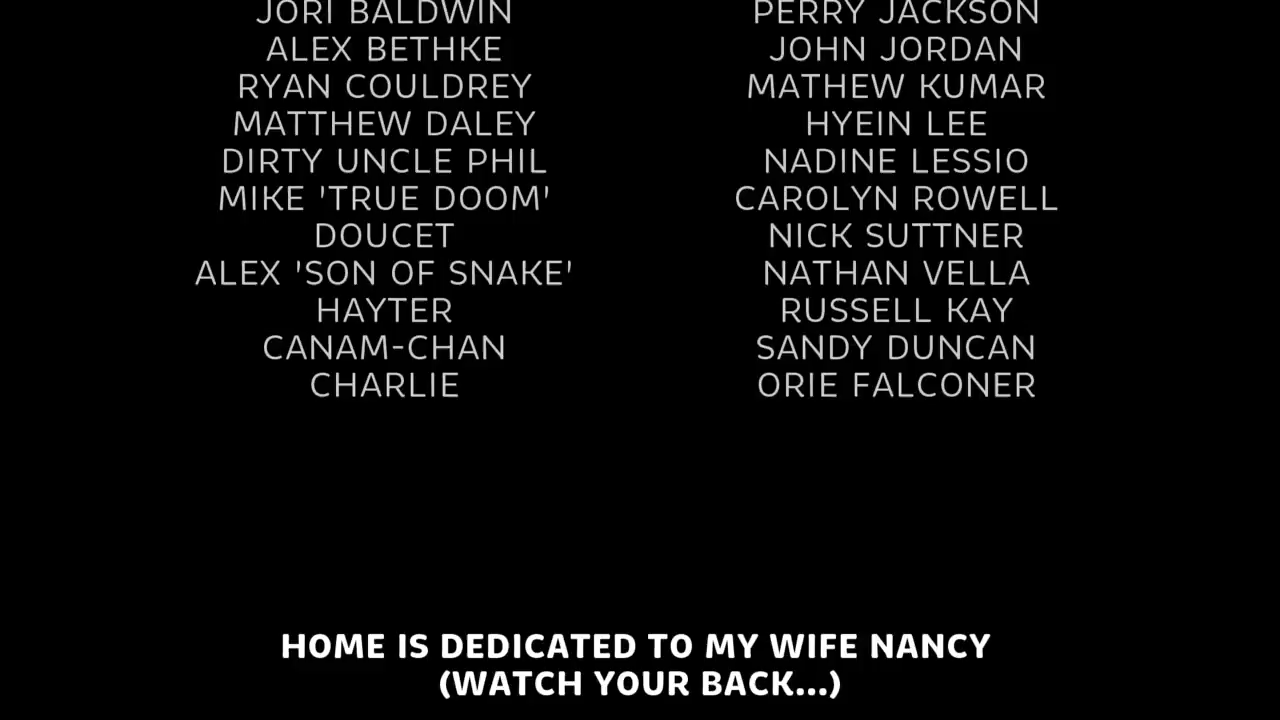 JORI BALDWIN
ALEX BETHKE
RYAN COULDREY
MATTHEW DALEY
DIRTY UNCLE PHIL
MIKE 'TRUE DOOM'
DOUCET
ALEX 'SON OF SNAKE'
HAYTER
CANAM-CHAN
CHARLIE
PERRY JACKSON
JOHN JORDAN
MATHEW KUMAR
HYEIN LEE
NADINE LESSIO
CAROLYN ROWELL
NICK SUTTNER
NATHAN VELLA
RUSSELL KAY
SANDY DUNCAN
ORIE FALCONER
HOME IS DEDICATED TO MY WIFE NANCY
(WATCH YOUR BACK...)